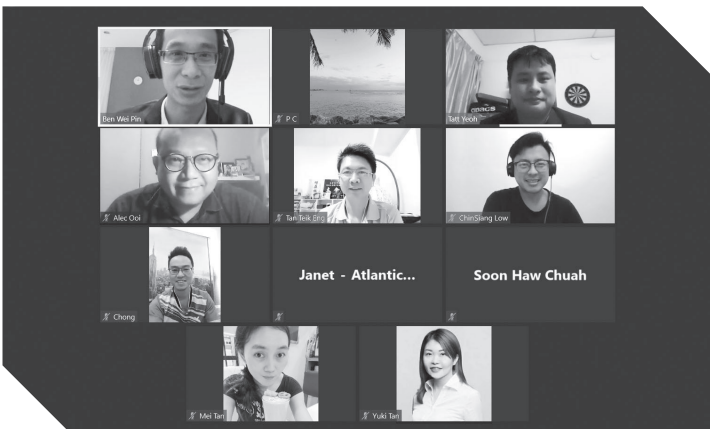 Ben Wei Pin
P C
Tatt Yeoh
Alec Ooi
Tan Teik Eng
ChinSiang Low
Chong
Janet - Atlantic...
Soon Haw Chuah
Mei Tan
Yuki Tan